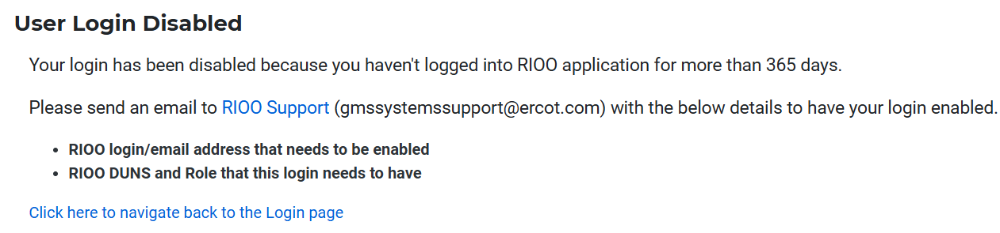 User Login Disabled
Your login has been disabled because you haven't logged into RIOO application for more than 365 days.
Please send an email to RIOO Support (gmssystemssupport@ercot.com) with the below details to have your login enabled.
• RIOO login/email address that needs to be enabled
• RIOO DUNS and Role that this login needs to have
Click here to navigate back to the Login page